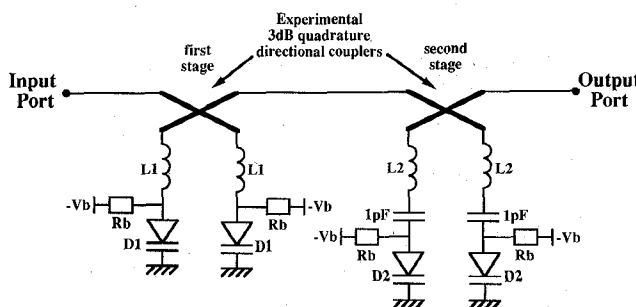 Experimental
3dB quadrature
directional couplers
first
stage
second
stage
Input
Port
Output
Port
L1
L1
L2
L2
-Vb
Rb
-Vb
Rb
D1
D1
1pF
1pF
-Vb
Rb
-Vb
Rb
D2
D2